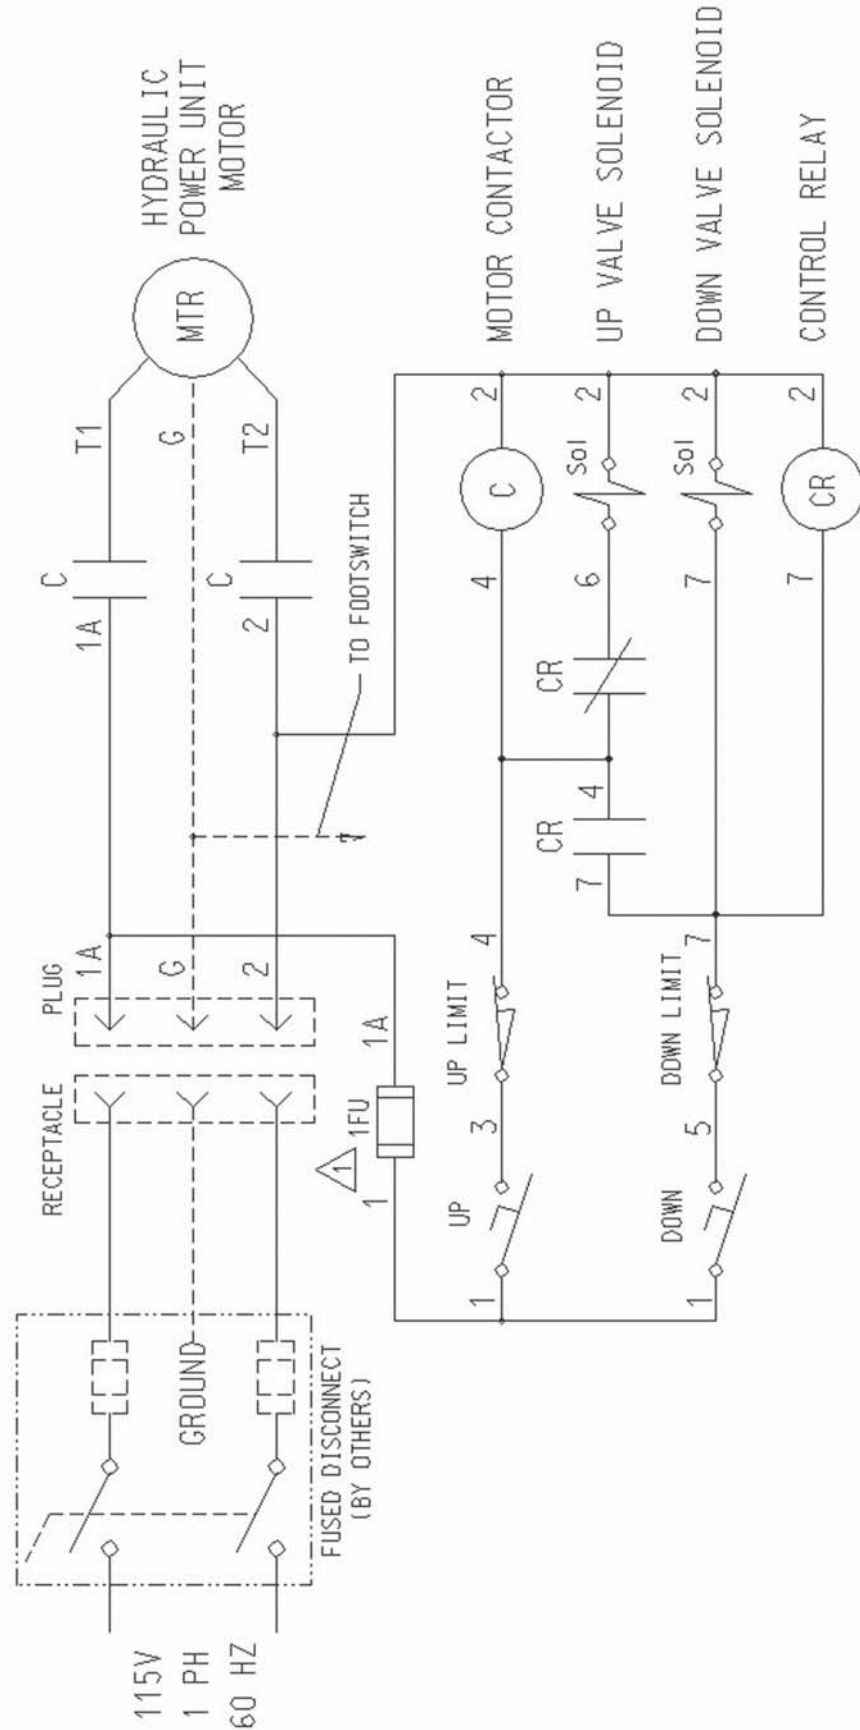 115V
1 PH
60 HZ
FUSED DISCONNECT
(BY OTHERS)
GROUND
RECEPTACLE
PLUG
1A
G
2
1A
2
C
C
T1
G
T2
MTR
HYDRAULIC
POWER UNIT
MOTOR
TO FOOTSWITCH
1
1
1FU
1A
1
UP
3
UP LIMIT
4
4
C
2
MOTOR CONTACTOR
7
CR
4
CR
6
Sol
2
UP VALVE SOLENOID
1
DOWN
5
DOWN LIMIT
7
7
Sol
2
DOWN VALVE SOLENOID
7
CR
2
CONTROL RELAY